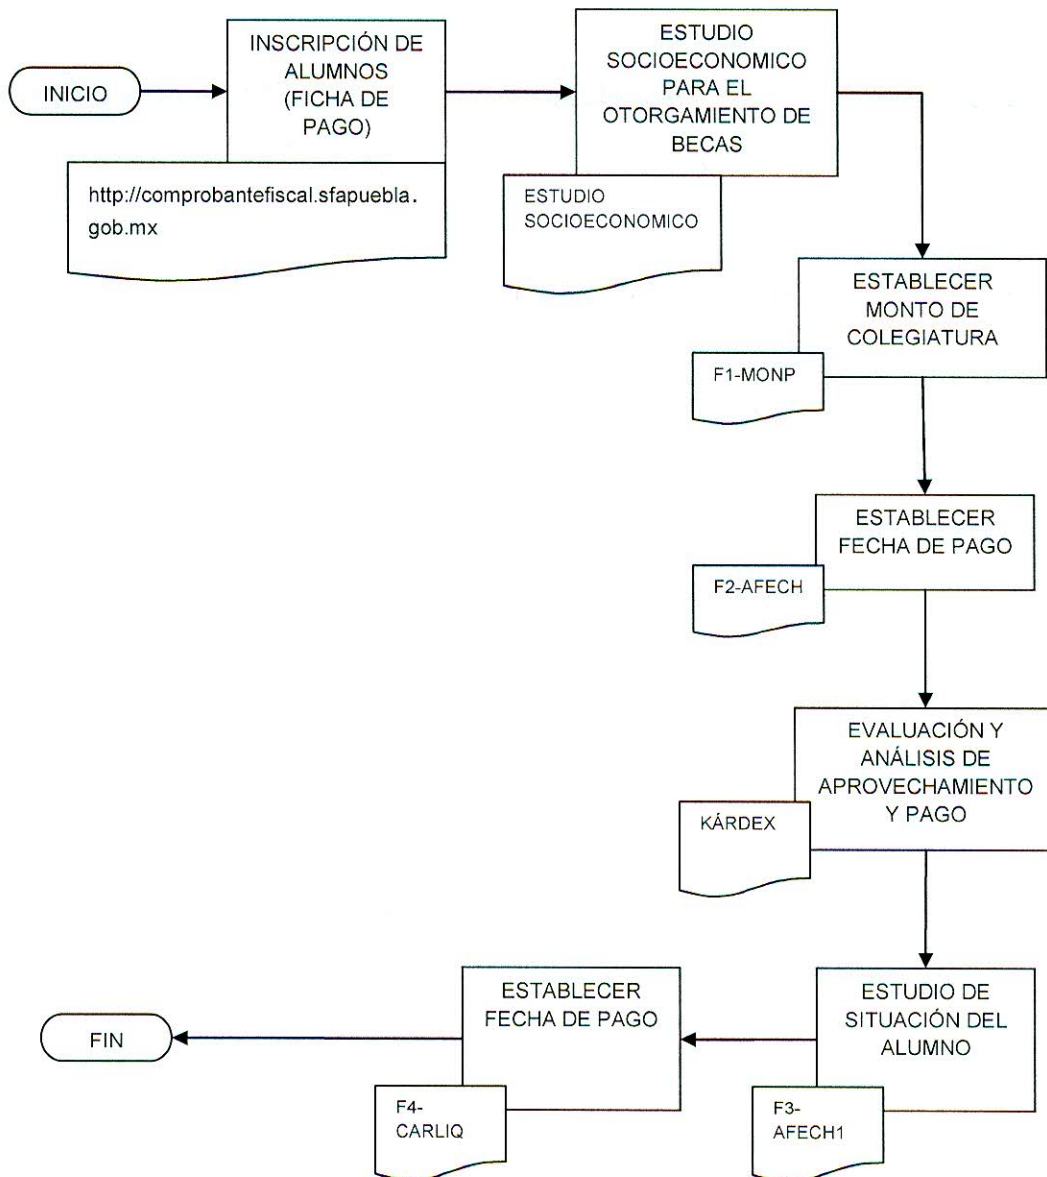 INICIO
INSCRIPCIÓN DE
ALUMNOS
(FICHA DE
PAGO)
http://comprobantefiscal.sfapuebla.
gob.mx
ESTUDIO
SOCIOECONOMICO
PARA EL
OTORGAMIENTO DE
BECAS
ESTUDIO
SOCIOECONOMICO
ESTABLECER
MONTO DE
COLEGIATURA
F1-MONP
ESTABLECER
FECHA DE PAGO
F2-AFECH
EVALUACIÓN Y
ANÁLISIS DE
APROVECHAMIENTO
Y PAGO
KÁRDEX
ESTUDIO DE
SITUACIÓN DEL
ALUMNO
F3-
AFECH1
ESTABLECER
FECHA DE PAGO
F4-
CARLIQ
FIN